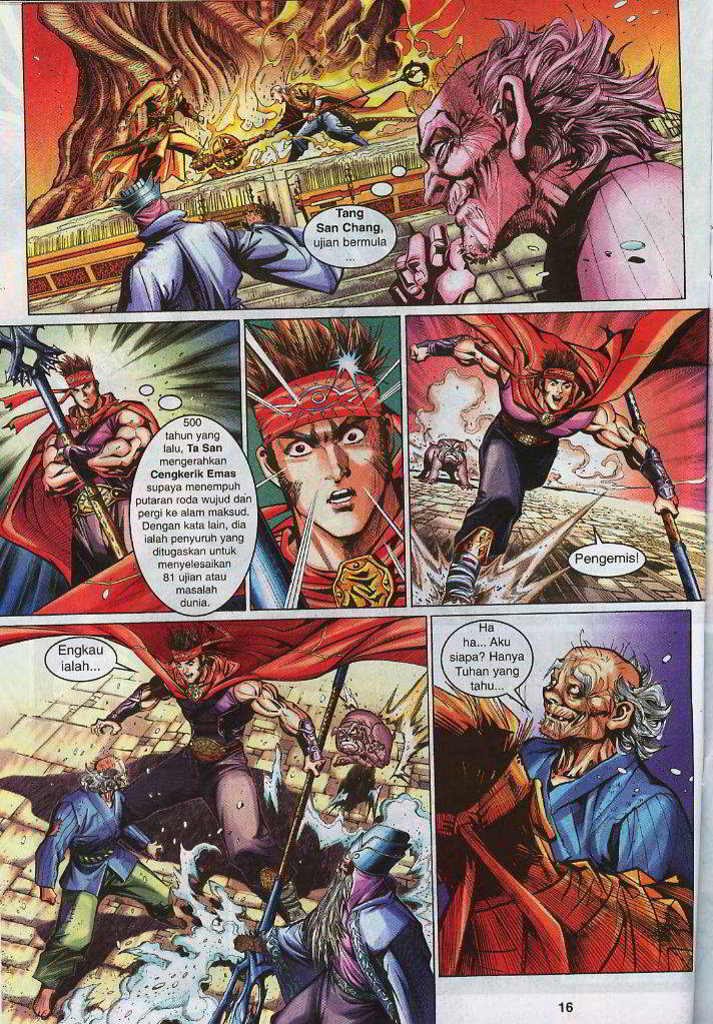 Tang
San Chang,
ujian bermula
...
500
tahun yang
lalu, Ta San
mengerahkan
Cengkerik Emas
supaya menempuh
putaran roda wujud dan
pergi ke alam maksud.
Dengan kata lain, dia
ialah penyuruh yang
ditugaskan untuk
menyelesaikan
81 ujian atau
masalah
dunia.
Pengemis!
Engkau
ialah...
Ha
ha... Aku
siapa? Hanya
Tuhan yang
tahu...
16